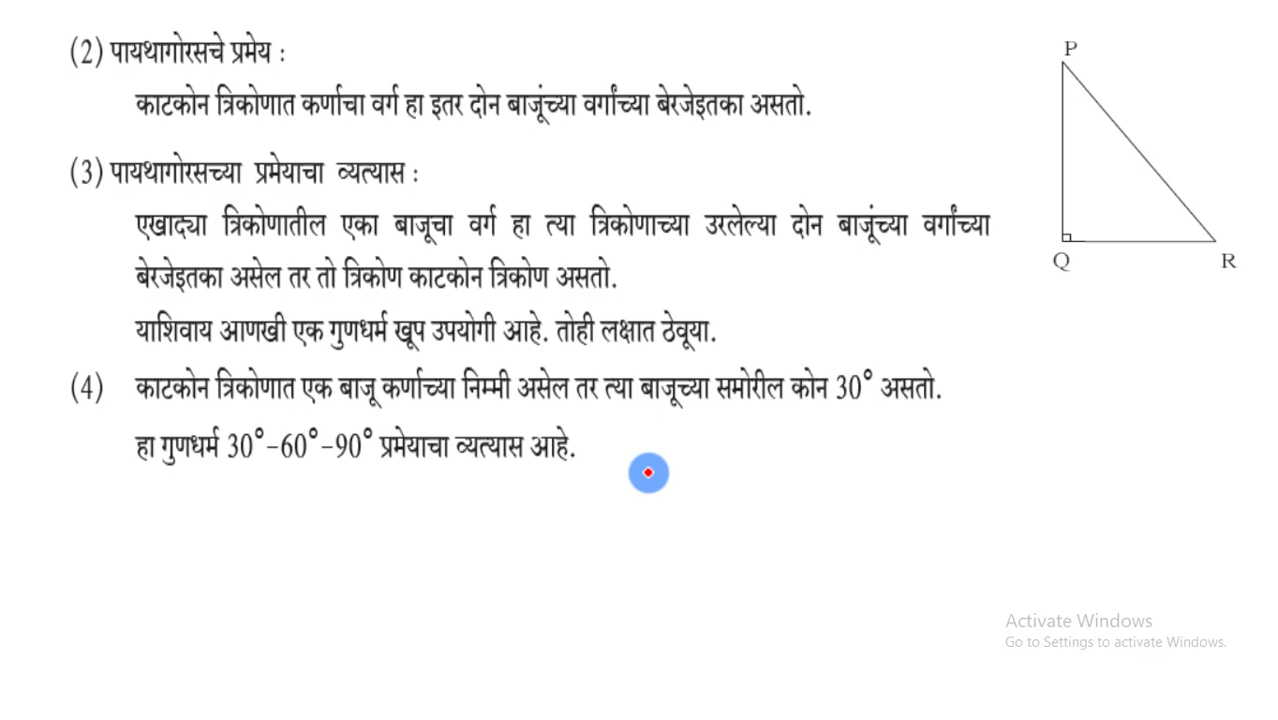 (2) पायथागोरसचे प्रमेय :
काटकोन त्रिकोणात कर्णाचा वर्ग हा इतर दोन बाजूंच्या वर्गांच्या बेरजेइतका असतो.
(3) पायथागोरसच्या प्रमेयाचा व्यत्यास :
एखाद्या त्रिकोणातील एका बाजूचा वर्ग हा त्या त्रिकोणाच्या उरलेल्या दोन बाजूंच्या वर्गांच्या
बेरजेइतका असेल तर तो त्रिकोण काटकोन त्रिकोण असतो.
याशिवाय आणखी एक गुणधर्म खूप उपयोगी आहे. तोही लक्षात ठेवूया.
(4) काटकोन त्रिकोणात एक बाजू कर्णाच्या निम्मी असेल तर त्या बाजूच्या समोरील कोन 30° असतो.
हा गुणधर्म 30°-60°-90° प्रमेयाचा व्यत्यास आहे.
P
Q
R
Activate Windows
Go to Settings to activate Windows.